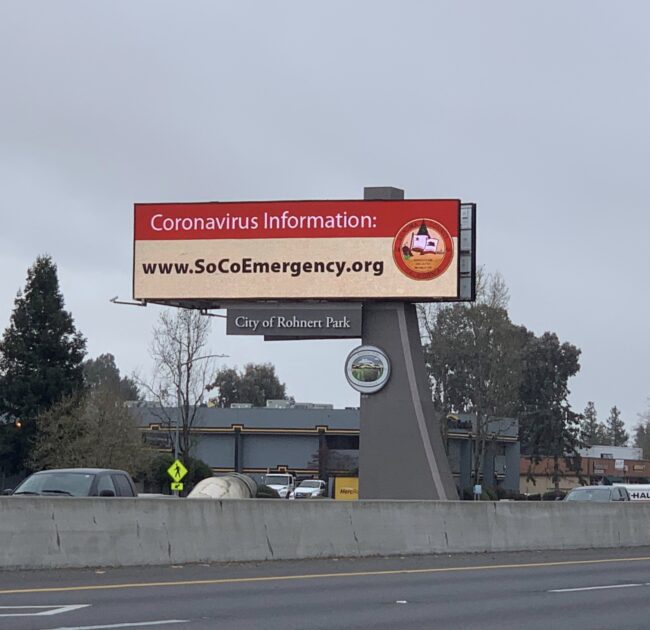 Coronavirus Information:
www.SoCoEmergency.org
City of Rohnert Park